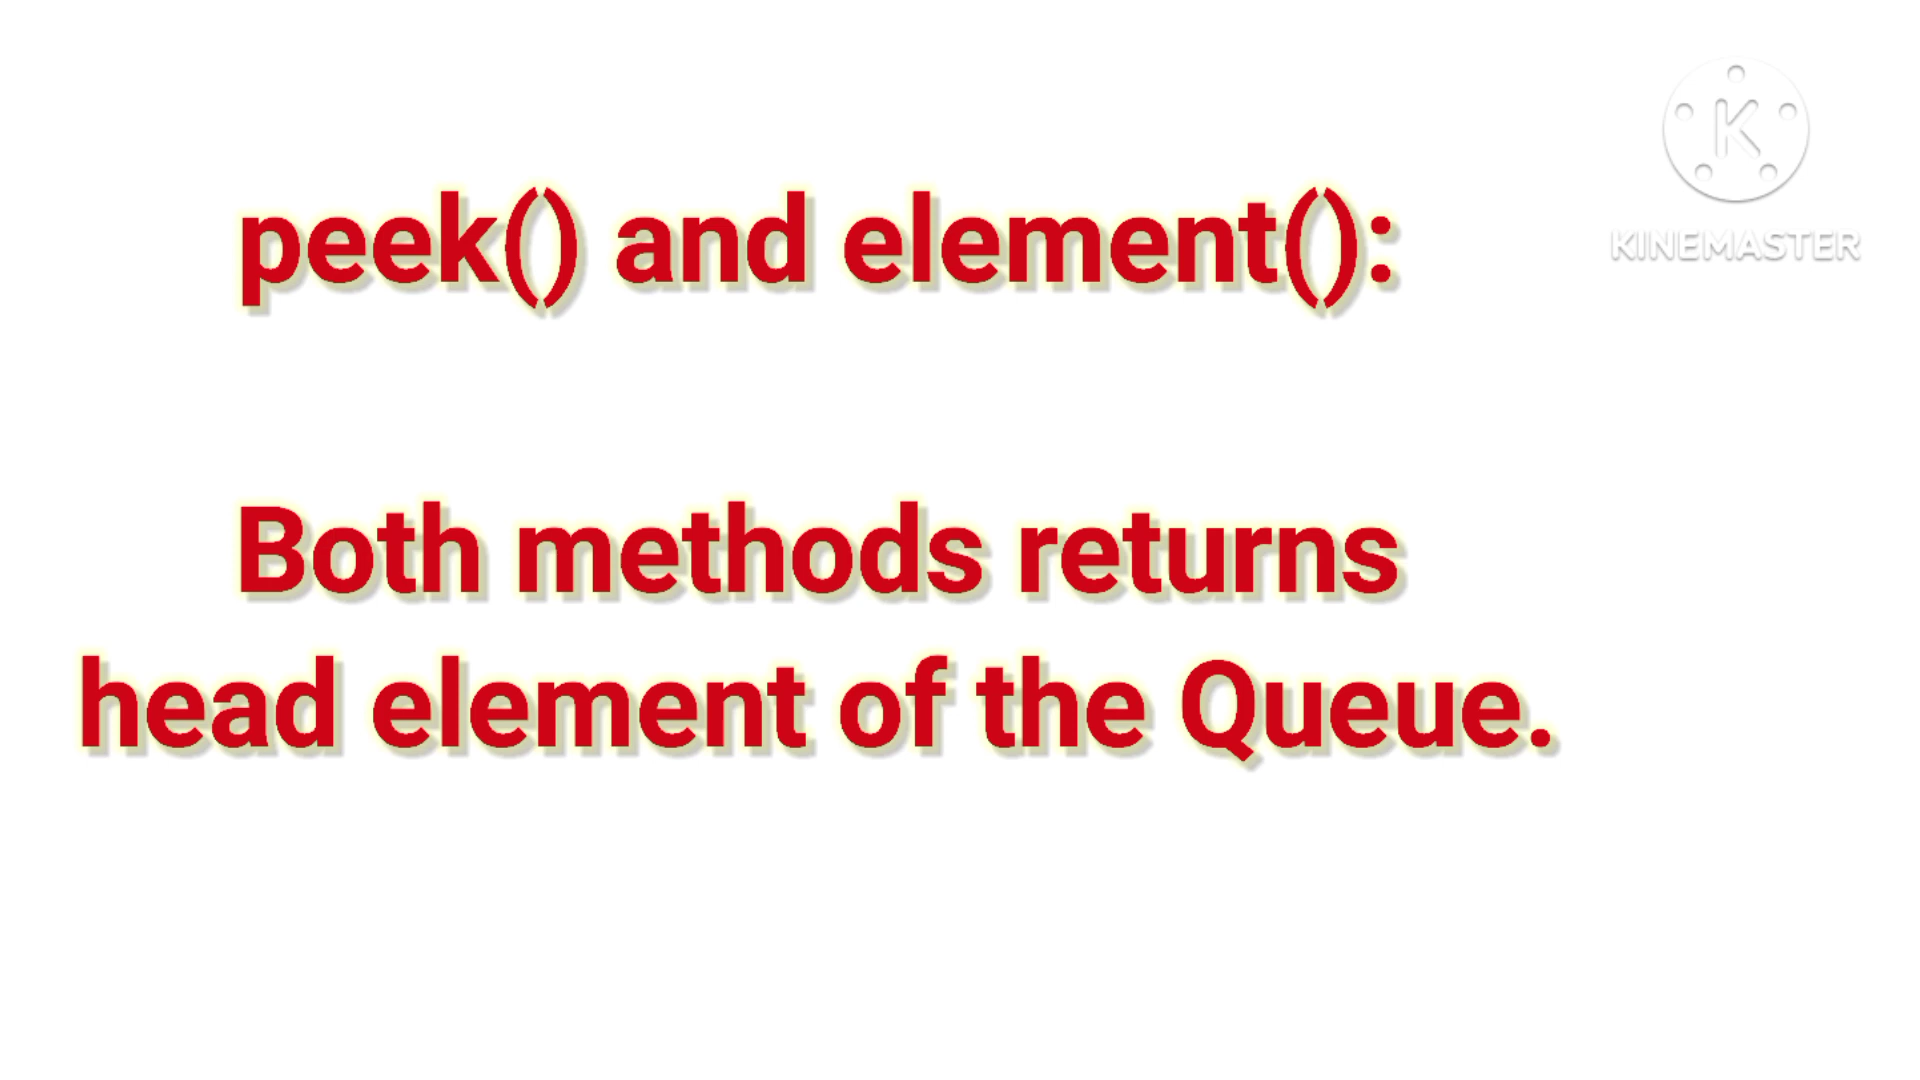 peek() and element():
Both methods returns
head element of the Queue.
K
KINEMASTER